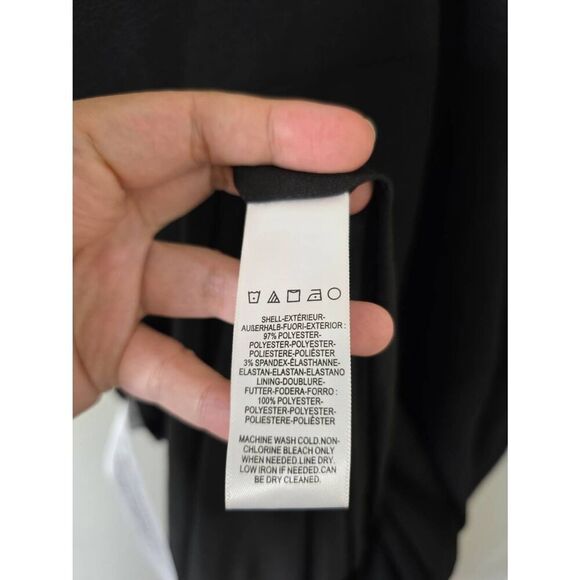 SHELL-EXTÉRIEUR-
AUßERHALB-FUORI-EXTERIOR :
97% POLYESTER-
POLYESTER-POLYESTER-
POLIESTERE-POLIÉSTER
3% SPANDEX-ÉLASTHANNE-
ELASTAN-ELASTAN-ELASTANO
LINING-DOUBLURE-
FUTTER-FODERA-FORRO :
100% POLYESTER-
POLYESTER-POLYESTER-
POLIESTERE-POLIÉSTER
MACHINE WASH COLD.NON-
CHLORINE BLEACH ONLY
WHEN NEEDED.LINE DRY.
LOW IRON IF NEEDED.CAN
BE DRY CLEANED.